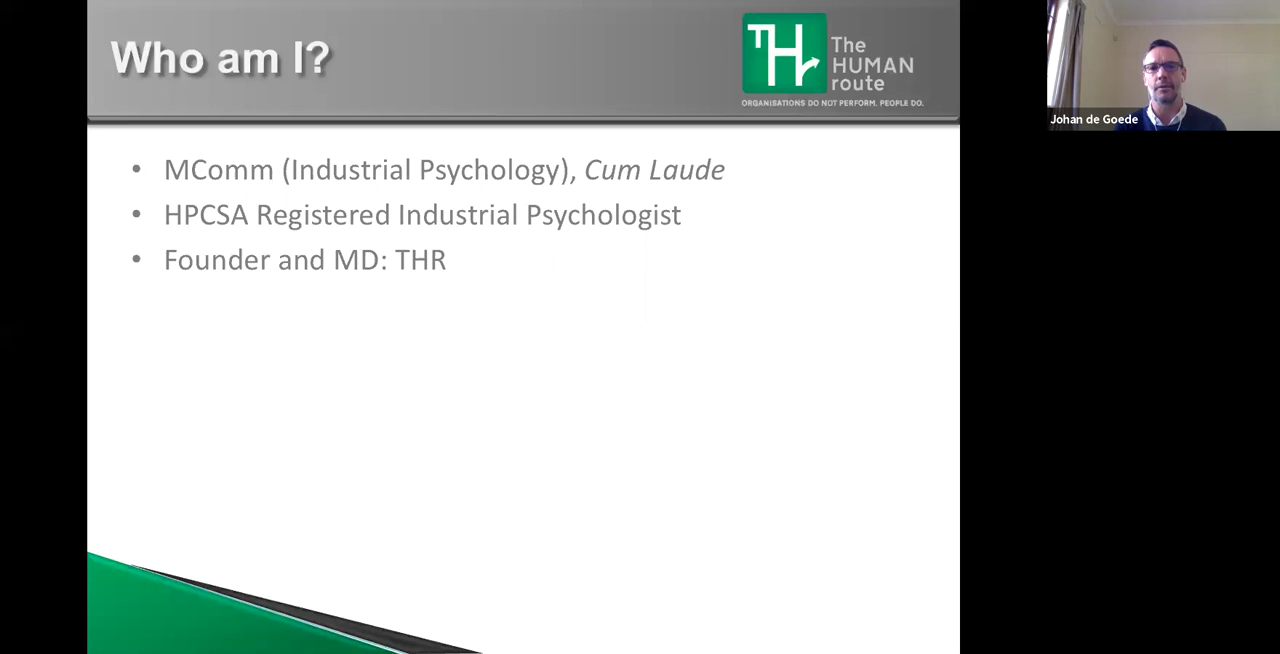 Who am I?
TH
The
HUMAN
route
ORGANISATIONS DO NOT PERFORM. PEOPLE DO.
Johan de Goede
• MComm (Industrial Psychology), Cum Laude
• HPCSA Registered Industrial Psychologist
• Founder and MD: THR